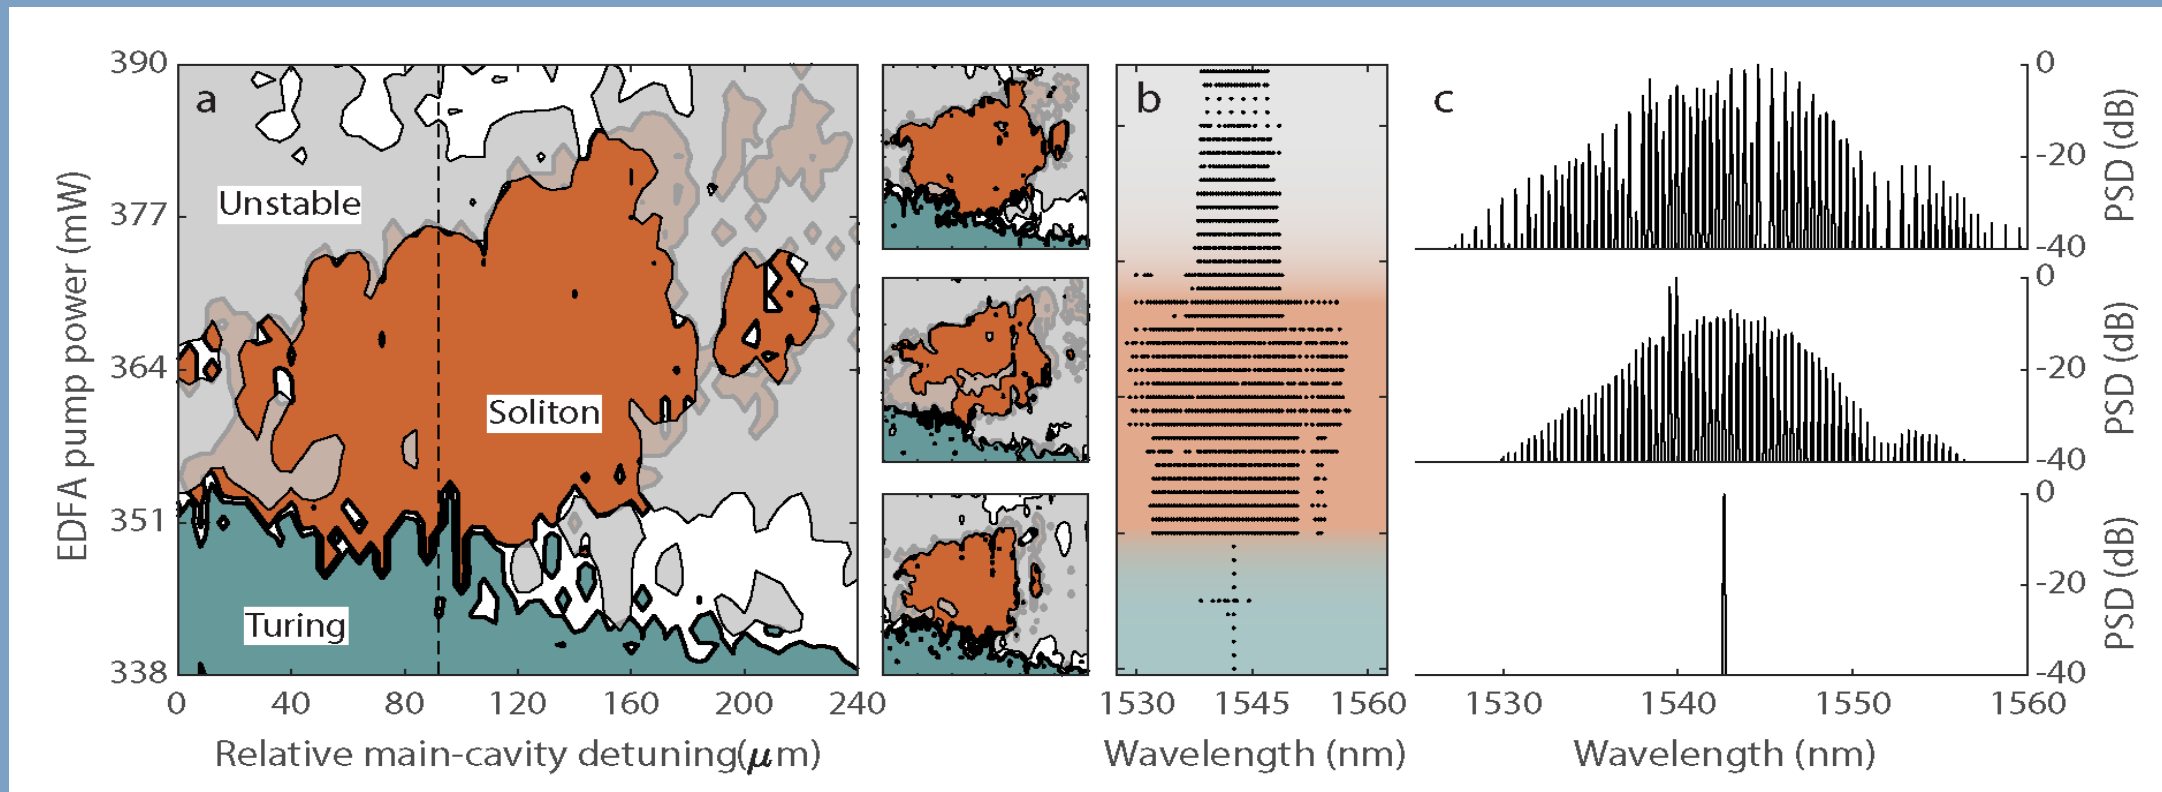 390
377
364
351
338
EDFA pump power (mW)
a
Unstable
Soliton
Turing
0 40 80 120 160 200 240
Relative main-cavity detuning(μm)
b
1530 1545 1560
Wavelength (nm)
c
0
-20
-40
PSD (dB)
0
-20
-40
PSD (dB)
0
-20
-40
PSD (dB)
1530 1540 1550 1560
Wavelength (nm)